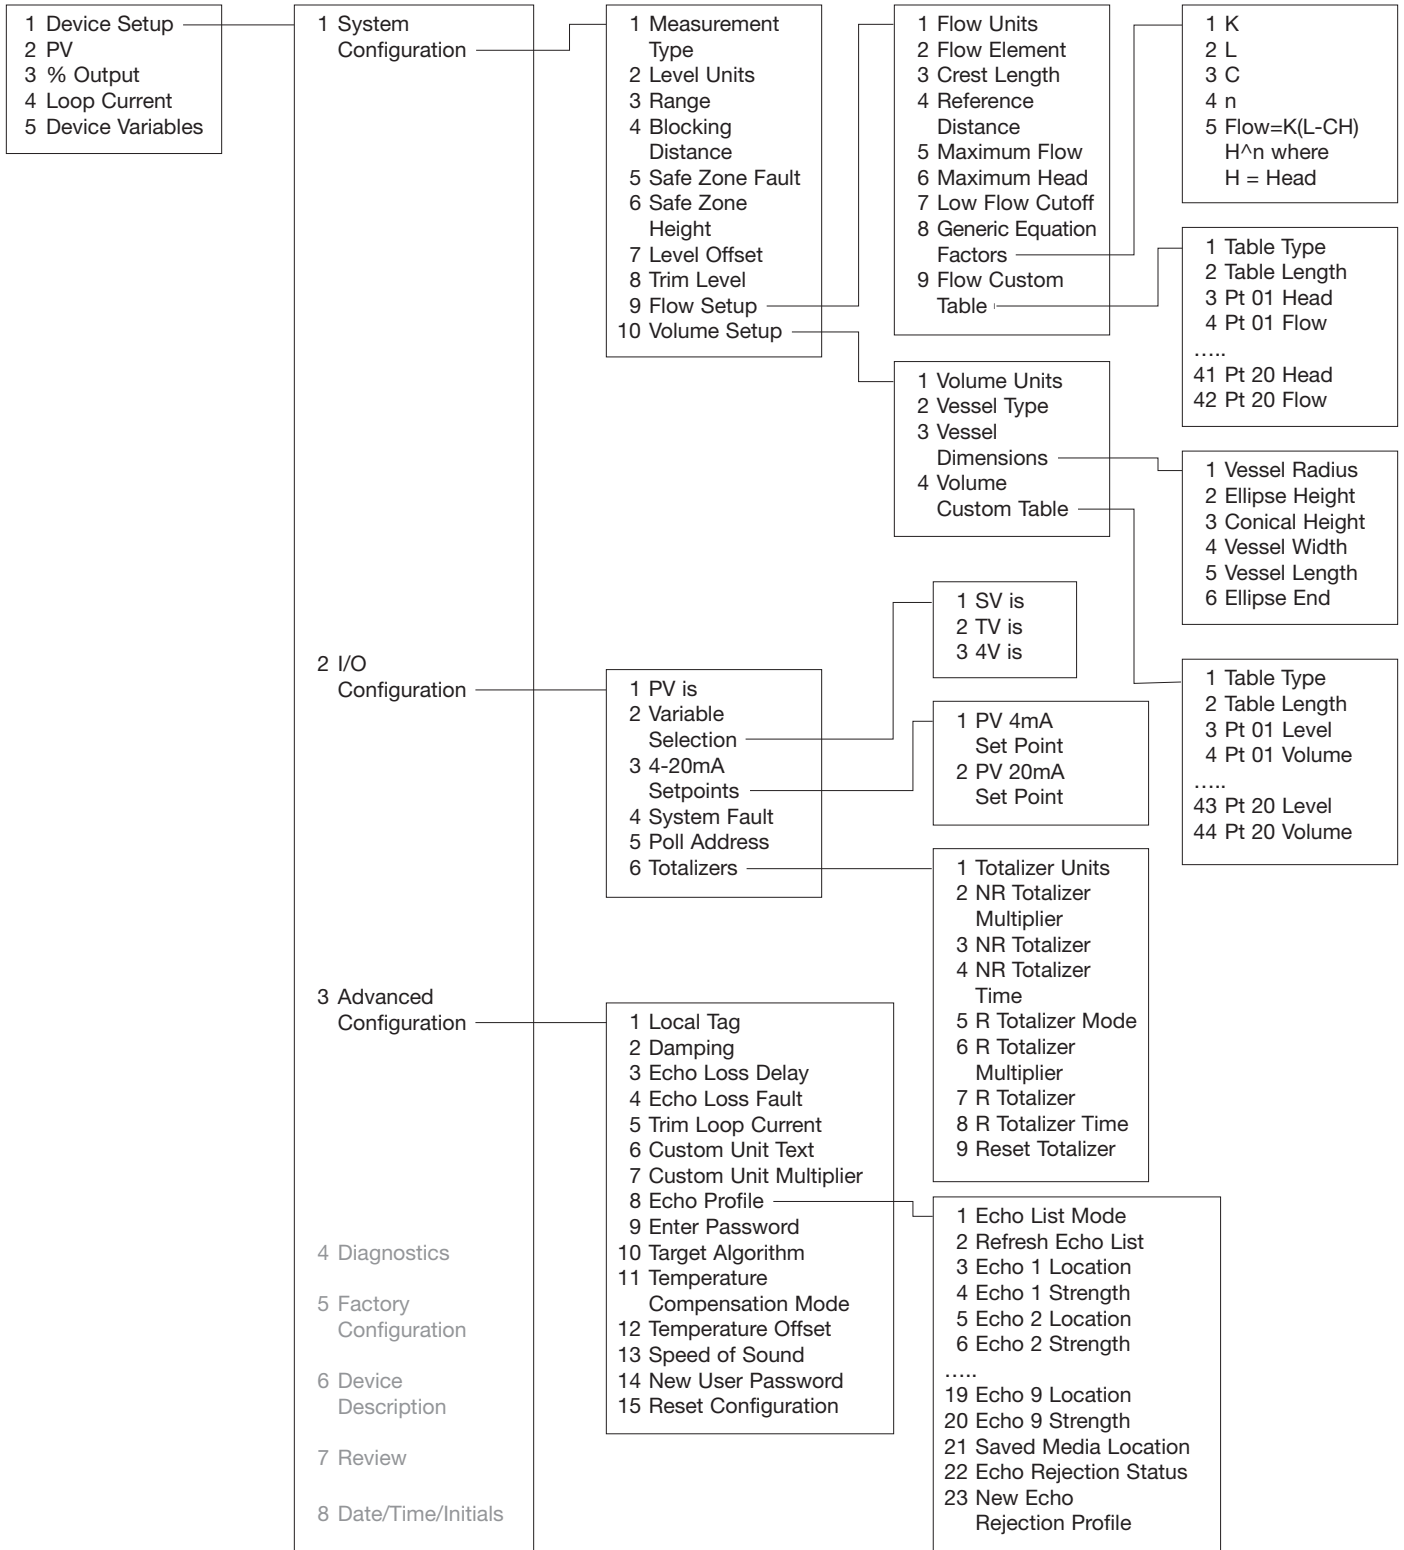 1 Device Setup
2 PV
3 % Output
4 Loop Current
5 Device Variables
1 System
Configuration
2 I/O
Configuration
3 Advanced
Configuration
4 Diagnostics
5 Factory
Configuration
6 Device
Description
7 Review
8 Date/Time/Initials
1 Measurement
Type
2 Level Units
3 Range
4 Blocking
Distance
5 Safe Zone Fault
6 Safe Zone
Height
7 Level Offset
8 Trim Level
9 Flow Setup
10 Volume Setup
1 Flow Units
2 Flow Element
3 Crest Length
4 Reference
Distance
5 Maximum Flow
6 Maximum Head
7 Low Flow Cutoff
8 Generic Equation
Factors
9 Flow Custom
Table
1 K
2 L
3 C
4 n
5 Flow=K(L-CH)
H^n where
H = Head
1 Table Type
2 Table Length
3 Pt 01 Head
4 Pt 01 Flow
.....
41 Pt 20 Head
42 Pt 20 Flow
1 Volume Units
2 Vessel Type
3 Vessel
Dimensions
4 Volume
Custom Table
1 Vessel Radius
2 Ellipse Height
3 Conical Height
4 Vessel Width
5 Vessel Length
6 Ellipse End
1 Table Type
2 Table Length
3 Pt 01 Level
4 Pt 01 Volume
.....
43 Pt 20 Level
44 Pt 20 Volume
1 PV is
2 Variable
Selection
3 4-20mA
Setpoints
4 System Fault
5 Poll Address
6 Totalizers
1 SV is
2 TV is
3 4V is
1 PV 4mA
Set Point
2 PV 20mA
Set Point
1 Totalizer Units
2 NR Totalizer
Multiplier
3 NR Totalizer
4 NR Totalizer
Time
5 R Totalizer Mode
6 R Totalizer
Multiplier
7 R Totalizer
8 R Totalizer Time
9 Reset Totalizer
1 Local Tag
2 Damping
3 Echo Loss Delay
4 Echo Loss Fault
5 Trim Loop Current
6 Custom Unit Text
7 Custom Unit Multiplier
8 Echo Profile
9 Enter Password
10 Target Algorithm
11 Temperature
Compensation Mode
12 Temperature Offset
13 Speed of Sound
14 New User Password
15 Reset Configuration
1 Echo List Mode
2 Refresh Echo List
3 Echo 1 Location
4 Echo 1 Strength
5 Echo 2 Location
6 Echo 2 Strength
.....
19 Echo 9 Location
20 Echo 9 Strength
21 Saved Media Location
22 Echo Rejection Status
23 New Echo
Rejection Profile